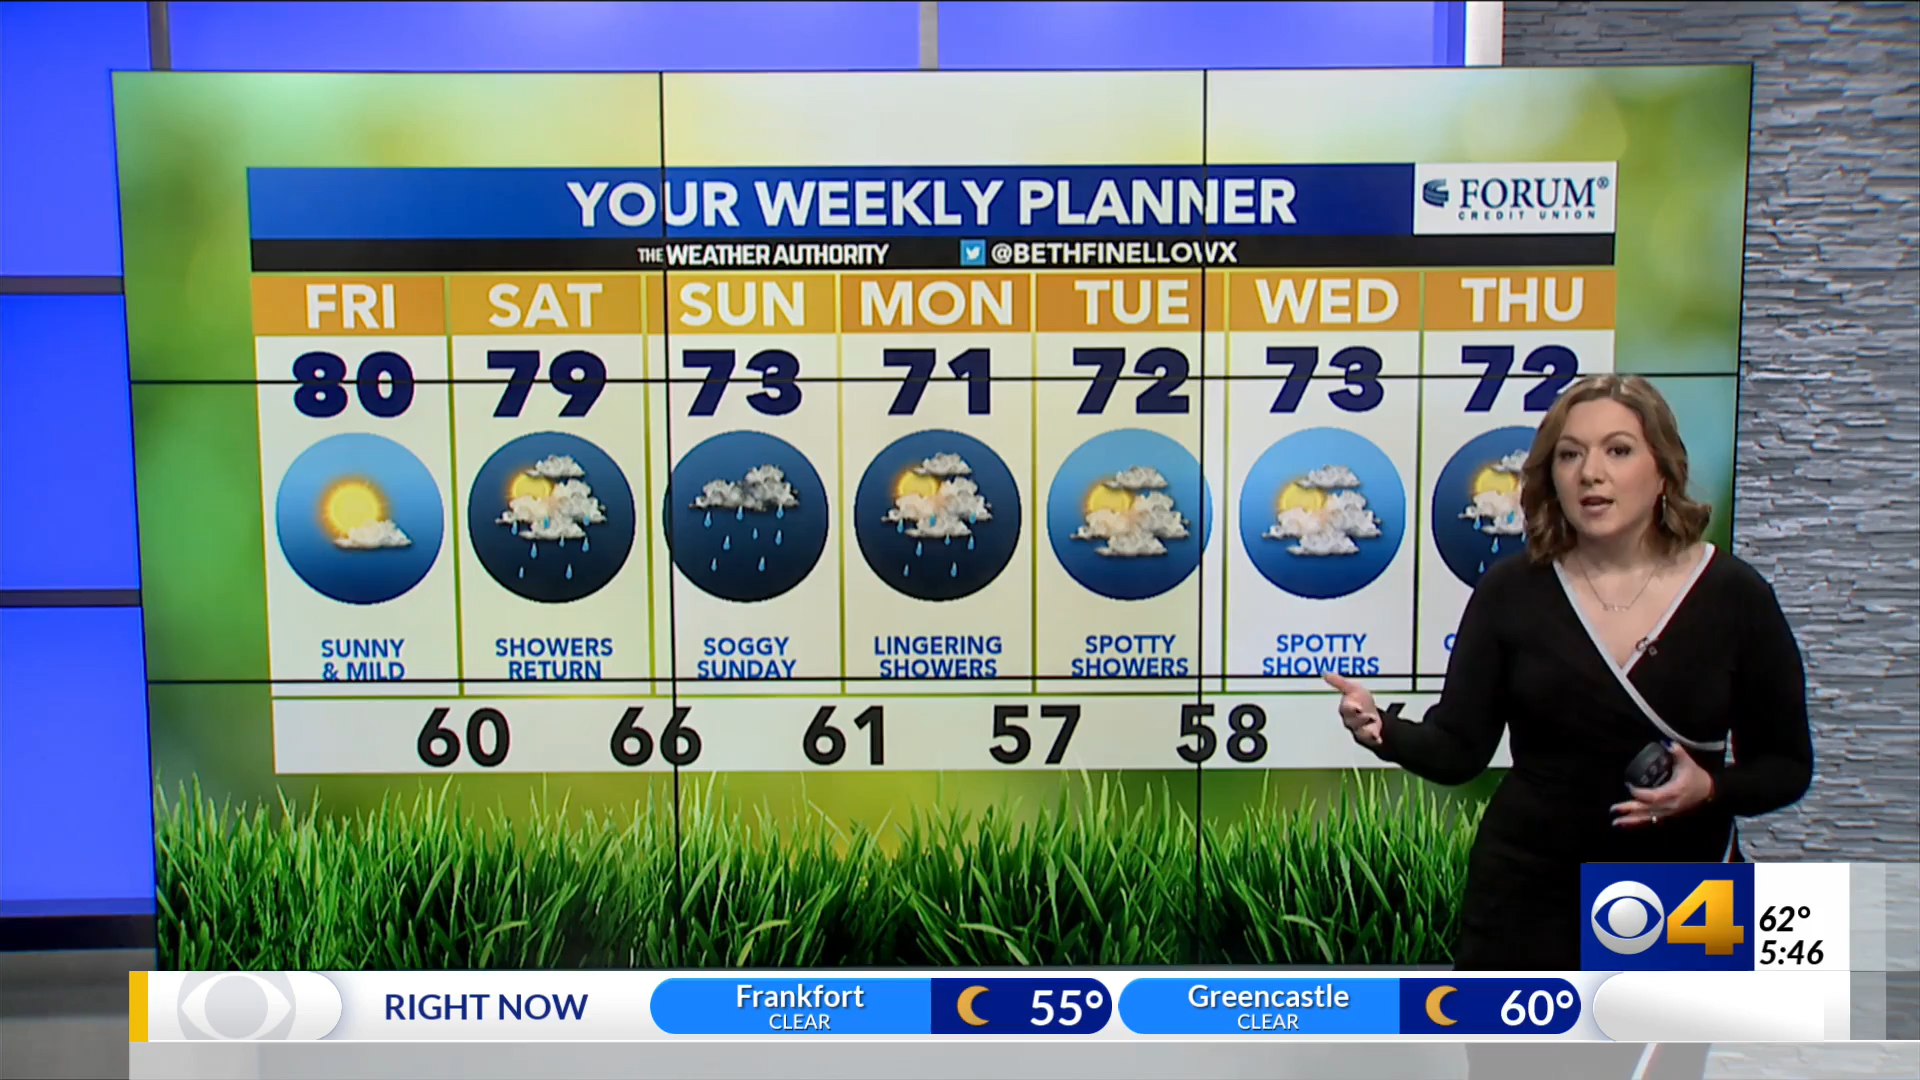 YOUR WEEKLY PLANNER
FORUM®
CREDIT UNION
THE WEATHER AUTHORITY @BETHFINELLOWX
FRI SAT SUN MON TUE WED THU
80 79 73 71 72 73 72
SUNNY SHOWERS SOGGY LINGERING SPOTTY SPOTTY
& MILD RETURN SUNDAY SHOWERS SHOWERS SHOWERS
60 66 61 57 58
4
62°
5:46
RIGHT NOW
Frankfort
CLEAR
55°
Greencastle
CLEAR
60°